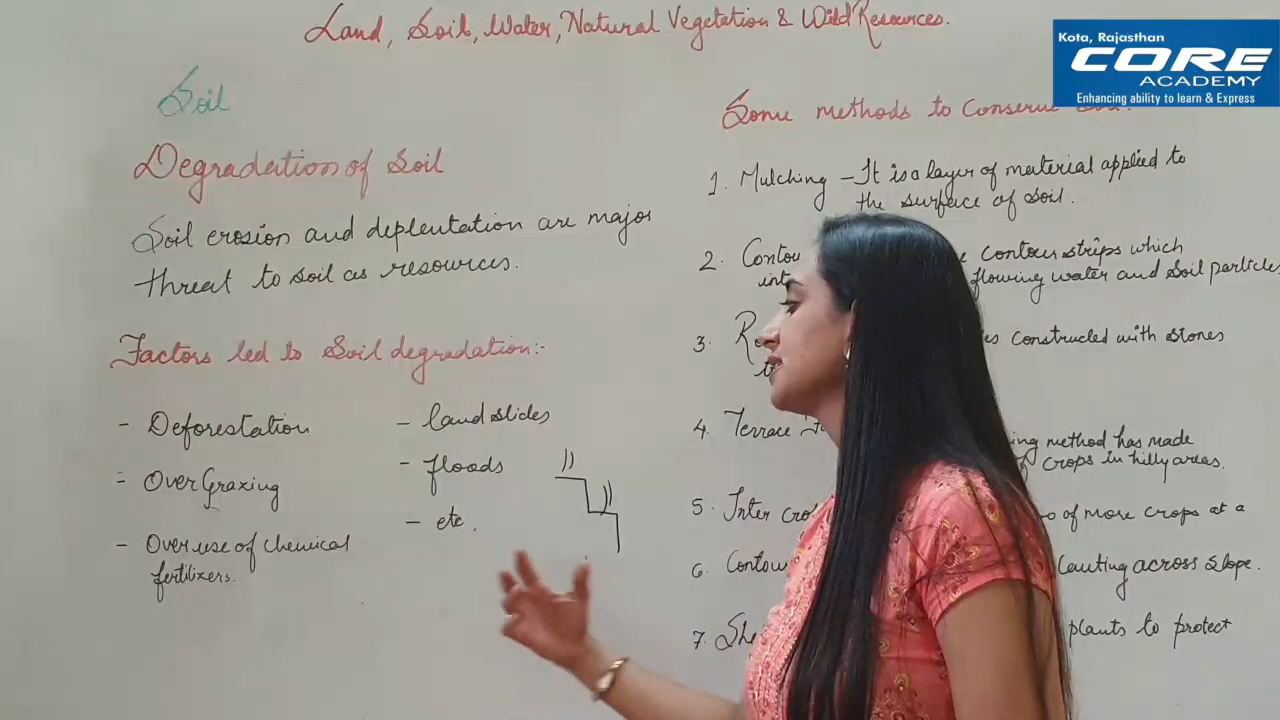 Land, Soil, Water, Natural Vegetation & Wild Resources.
Kota, Rajasthan
CORE
ACADEMY
Enhancing ability to learn & Express
Soil
Degradation of Soil
Soil erosion and deplentation are major
threat to Soil as resources.
Factors led to Soil degradation:-
- Deforestation
- Over Grazing
- Over use of chemical
fertilizers.
- land slides
- floods
- etc.
Some methods to Conserve
1. Mulching – It is a layer of material applied to
the surface of Soil.
2. Contou contour strips which
int flowing water and Soil particles
3. constructed with stones
4. Terrace method has made
crops in hilly areas.
5. Inter of more crops at a
6. Contou across slope.
7. She plants to protect